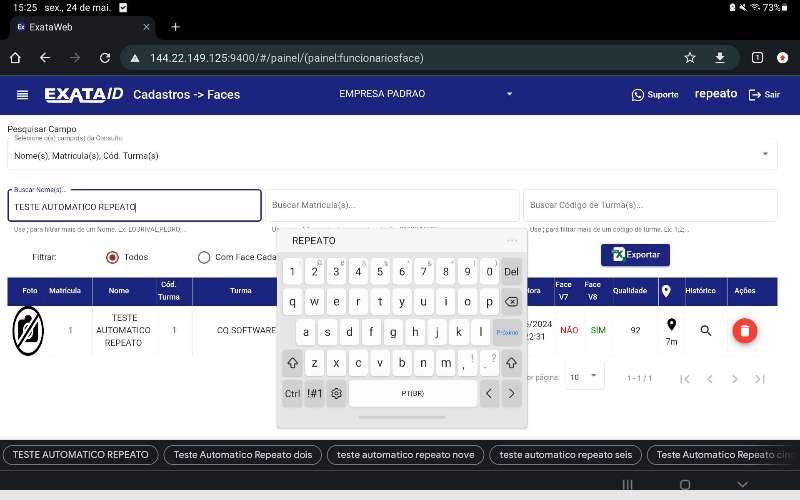 15:25 sex., 24 de mai. 73%
Ex ExataWeb
144.22.149.125:9400/#/painel/(painel:funcionariosface) 1
EXATA ID Cadastros -> Faces EMPRESA PADRAO Suporte repeato Sair
Pesquisar Campo
Selecione o(s) campo(s) da Consulta
Nome(s), Matricula(s), Cód. Turma(s)
Buscar Nome(s)...
TESTE AUTOMATICO REPEATO Buscar Matricula(s)... Buscar Código de Turma(s)...
Use ; para filtrar mais de um Nome. Ex: LOURIVAL;PEDRO;... Use ; para filtrar mais de um código de turma. Ex: 1;2;...
REPEATO ...
Filtrar: Todos Com Face Cada Exportar
1 2 3 4 5 6 7 8 9 0 Del
Foto Matricula Nome Cód. Turma Turma Hora Face V7 Face V8 Qualidade Histórico Ações
q w e r t y u i o p
1 TESTE AUTOMATICO REPEATO 1 CQ SOFTWARE /2024 22:31 NÃO SIM 92 7m
a s d f g h j k l Próximo
z x c v b n m , ! . ?
por página: 10 1 - 1 / 1
Ctrl !#1 PT(BR) < >
TESTE AUTOMATICO REPEATO Teste Automatico Repeato dois teste automatico repeato nove teste automatico repeato seis Teste Automatico Repeato cinc